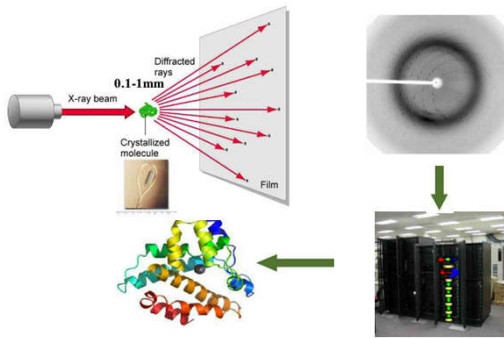 Diffracted
rays
0.1-1mm
X-ray beam
Crystallized
molecule
Film